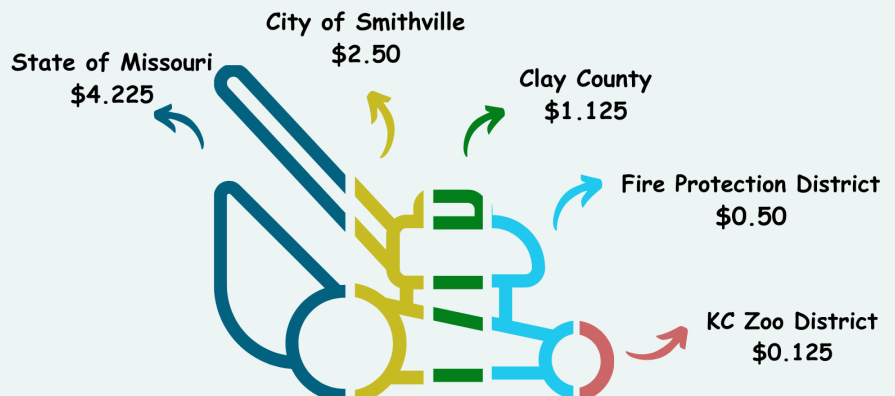 City of Smithville
$2.50
State of Missouri
$4.225
Clay County
$1.125
Fire Protection District
$0.50
KC Zoo District
$0.125